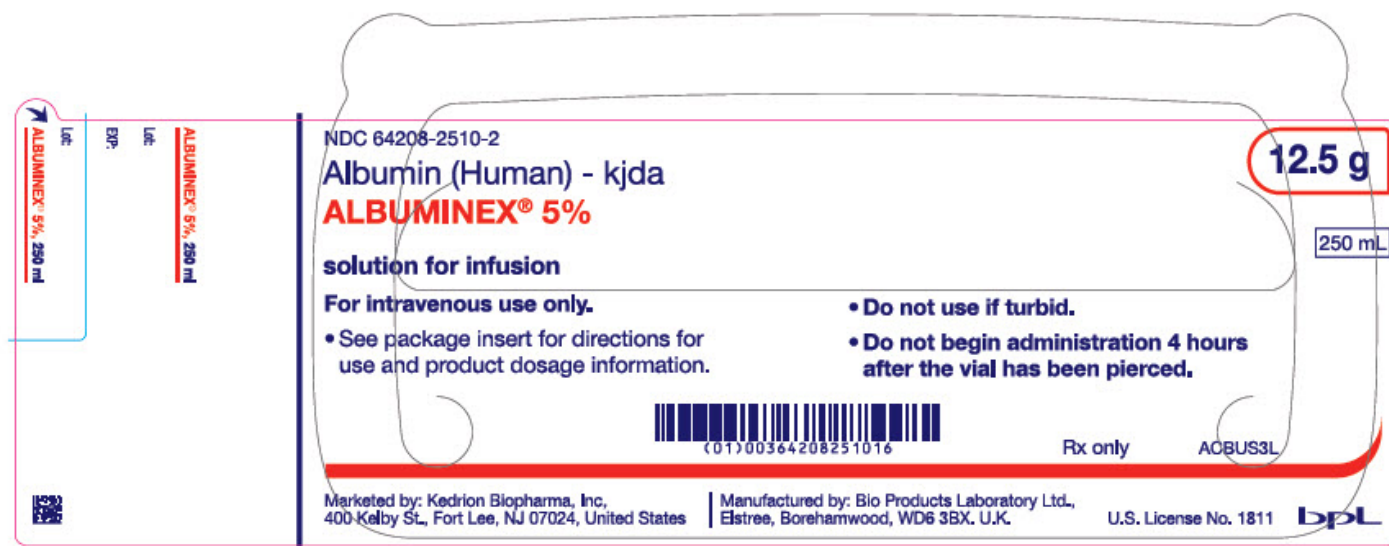 ALBUMINEX® 5%, 250 ml
Lot:
EXP:
Lot:
ALBUMINEX® 5%, 250 ml
NDC 64208-2510-2
Albumin (Human) - kjda
ALBUMINEX® 5%
12.5 g
250 mL
solution for infusion
For intravenous use only.
• See package insert for directions for
use and product dosage information.
• Do not use if turbid.
• Do not begin administration 4 hours
after the vial has been pierced.
(01)00364208251016
Rx only
ACBUS3L
Marketed by: Kedrion Biopharma, Inc,
400 Kelby St., Fort Lee, NJ 07024, United States
Manufactured by: Bio Products Laboratory Ltd.,
Elstree, Borehamwood, WD6 3BX. U.K.
U.S. License No. 1811
bpl